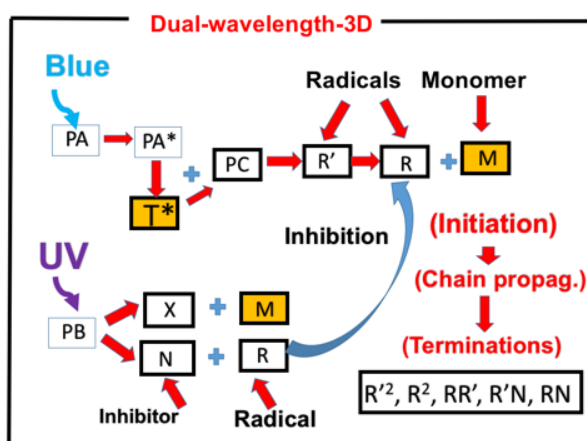 Dual-wavelength-3D
Blue
Radicals
Monomer
PA
PA*
+
PC
R'
R
+
M
T*
Inhibition
(Initiation)
UV
(Chain propag.)
X
+
M
PB
N
+
R
(Terminations)
Inhibitor
Radical
R'², R², RR', R'N, RN